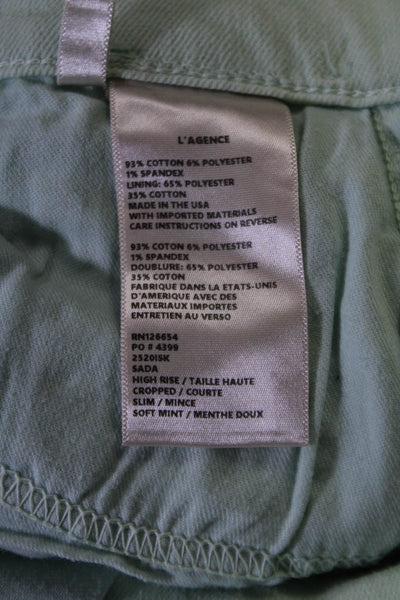 L'AGENCE
93% COTTON 6% POLYESTER
1% SPANDEX
LINING: 65% POLYESTER
35% COTTON
MADE IN THE USA
WITH IMPORTED MATERIALS
CARE INSTRUCTIONS ON REVERSE
93% COTON 6% POLYESTER
1% SPANDEX
DOUBLURE: 65% POLYESTER
35% COTON
FABRIQUE DANS LA ETATS-UNIS
D'AMERIQUE AVEC DES
MATERIAUX IMPORTES
ENTRETIEN AU VERSO
RN126654
PO # 4399
2520ISK
SADA
HIGH RISE / TAILLE HAUTE
CROPPED / COURTE
SLIM / MINCE
SOFT MINT / MENTHE DOUX